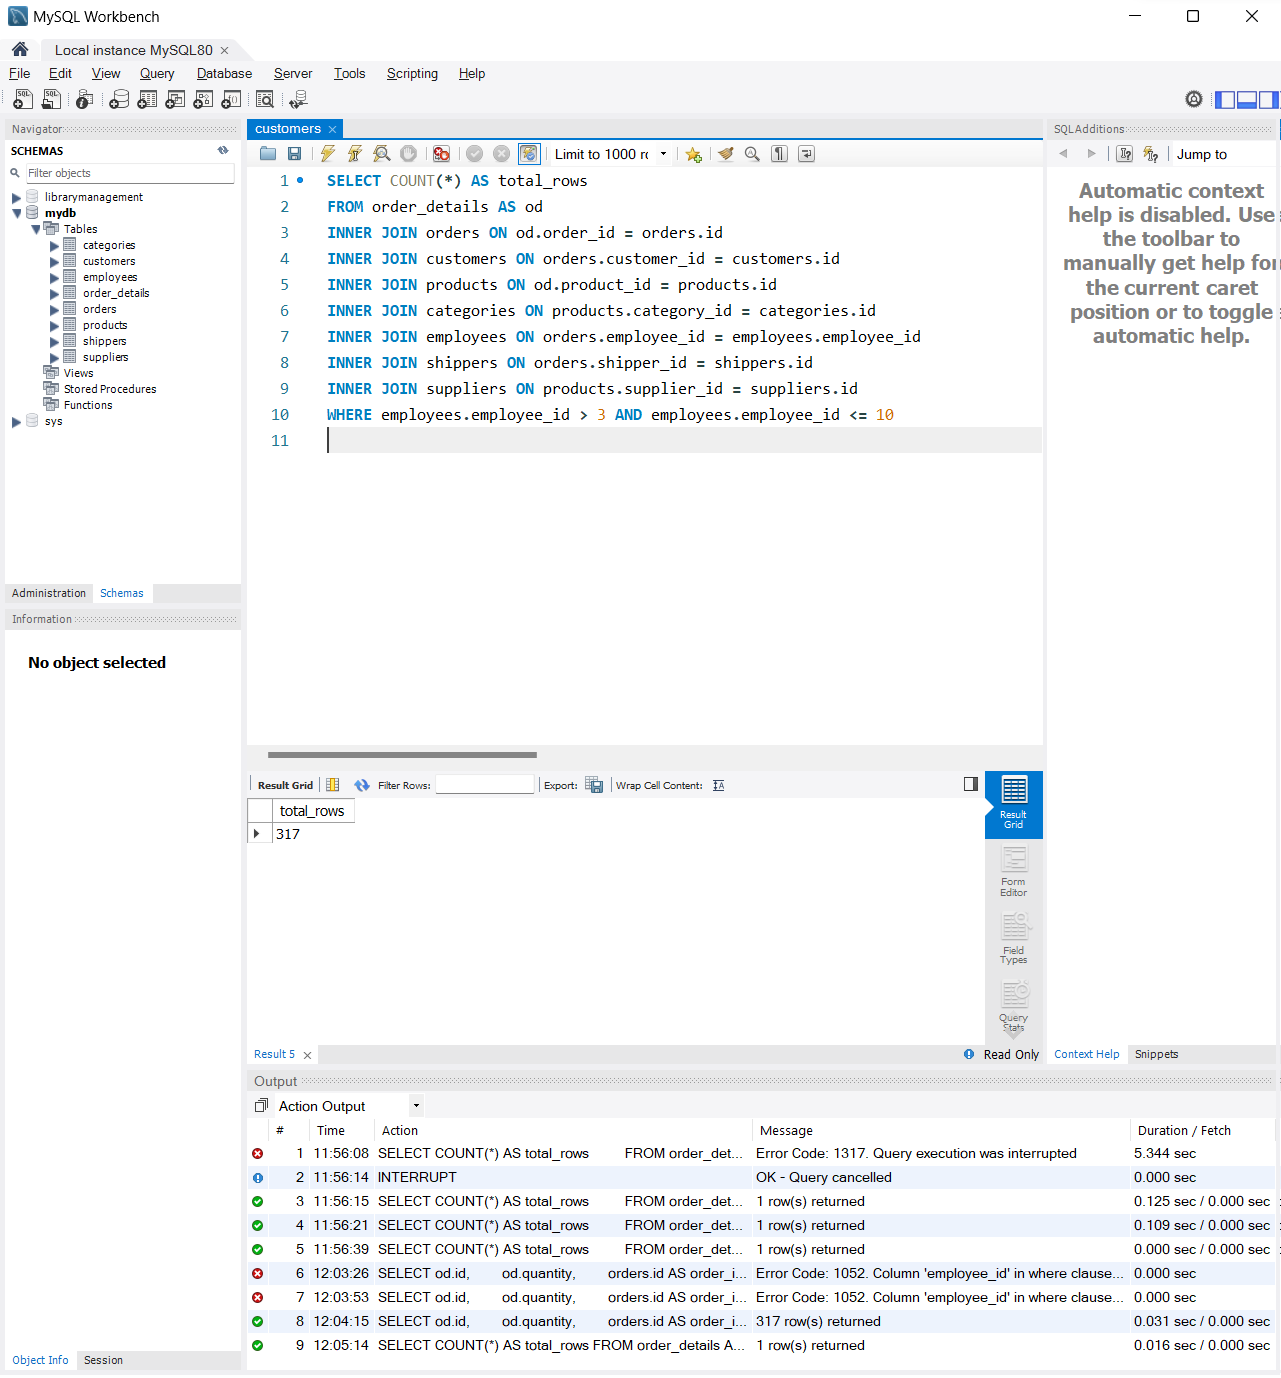 MySQL Workbench
Local instance MySQL80
File Edit View Query Database Server Tools Scripting Help
Navigator
SCHEMAS
Filter objects
librarymanagement
mydb
Tables
categories
customers
employees
order_details
orders
products
shippers
suppliers
Views
Stored Procedures
Functions
sys
Administration Schemas
Information
No object selected
Object Info Session
customers
Limit to 1000 rc
1 SELECT COUNT(*) AS total_rows
2 FROM order_details AS od
3 INNER JOIN orders ON od.order_id = orders.id
4 INNER JOIN customers ON orders.customer_id = customers.id
5 INNER JOIN products ON od.product_id = products.id
6 INNER JOIN categories ON products.category_id = categories.id
7 INNER JOIN employees ON orders.employee_id = employees.employee_id
8 INNER JOIN shippers ON orders.shipper_id = shippers.id
9 INNER JOIN suppliers ON products.supplier_id = suppliers.id
10 WHERE employees.employee_id > 3 AND employees.employee_id <= 10
11
Result Grid Filter Rows: Export: Wrap Cell Content:
total_rows
317
Result
Grid
Form
Editor
Field
Types
Query
Stats
Result 5 Read Only
SQLAdditions
Jump to
Automatic context
help is disabled. Use
the toolbar to
manually get help for
the current caret
position or to toggle
automatic help.
Context Help Snippets
Output
Action Output
# Time Action Message Duration / Fetch
1 11:56:08 SELECT COUNT(*) AS total_rows FROM order_det... Error Code: 1317. Query execution was interrupted 5.344 sec
2 11:56:14 INTERRUPT OK - Query cancelled 0.000 sec
3 11:56:15 SELECT COUNT(*) AS total_rows FROM order_det... 1 row(s) returned 0.125 sec / 0.000 sec
4 11:56:21 SELECT COUNT(*) AS total_rows FROM order_det... 1 row(s) returned 0.109 sec / 0.000 sec
5 11:56:39 SELECT COUNT(*) AS total_rows FROM order_det... 1 row(s) returned 0.000 sec / 0.000 sec
6 12:03:26 SELECT od.id, od.quantity, orders.id AS order_i... Error Code: 1052. Column 'employee_id' in where clause... 0.000 sec
7 12:03:53 SELECT od.id, od.quantity, orders.id AS order_i... Error Code: 1052. Column 'employee_id' in where clause... 0.000 sec
8 12:04:15 SELECT od.id, od.quantity, orders.id AS order_i... 317 row(s) returned 0.031 sec / 0.000 sec
9 12:05:14 SELECT COUNT(*) AS total_rows FROM order_details A... 1 row(s) returned 0.016 sec / 0.000 sec